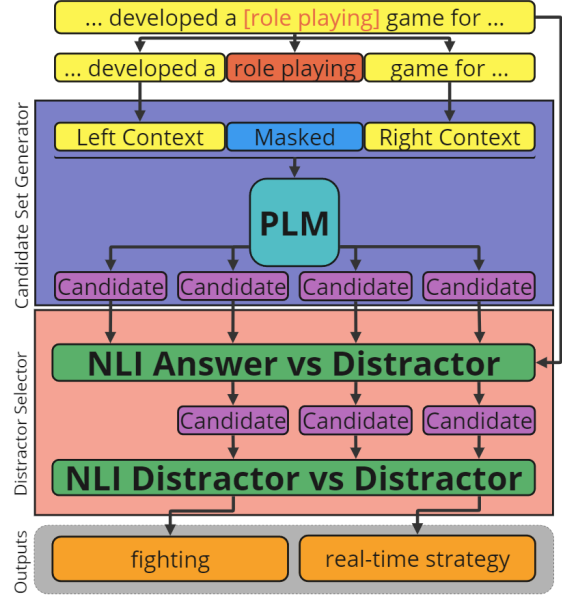 ... developed a [role playing] game for ...
... developed a role playing game for ...
Candidate Set Generator
Left Context Masked Right Context
PLM
Candidate Candidate Candidate Candidate
Distractor Selector
NLI Answer vs Distractor
Candidate Candidate Candidate
NLI Distractor vs Distractor
Outputs
fighting real-time strategy